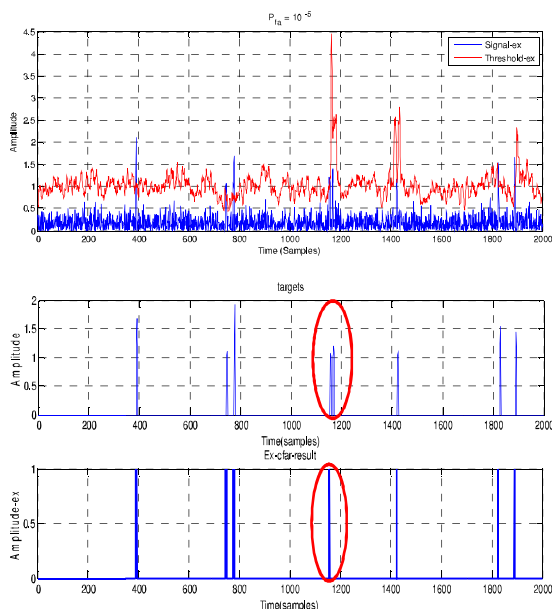 P_fa = 10^-5
4.5
4
3.5
3
2.5
2
1.5
1
0.5
0
Amplitude
Signal-ex
Threshold-ex
0 200 400 600 800 1000 1200 1400 1600 1800 2000
Time (Samples)
targets
2
1.5
1
0.5
0
Amplitude
0 200 400 600 800 1000 1200 1400 1600 1800 2000
Time(samples)
Ex-cfar-result
1
0.5
0
Amplitude-ex
0 200 400 600 800 1000 1200 1400 1600 1800 2000
Time(samples)